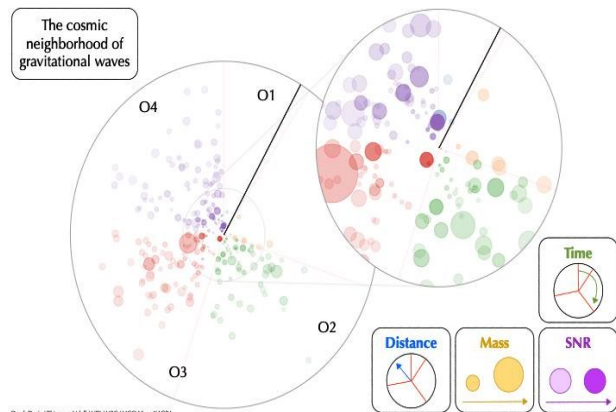 The cosmic
neighborhood of
gravitational waves
O4
O1
O2
O3
Time
Distance
Mass
SNR